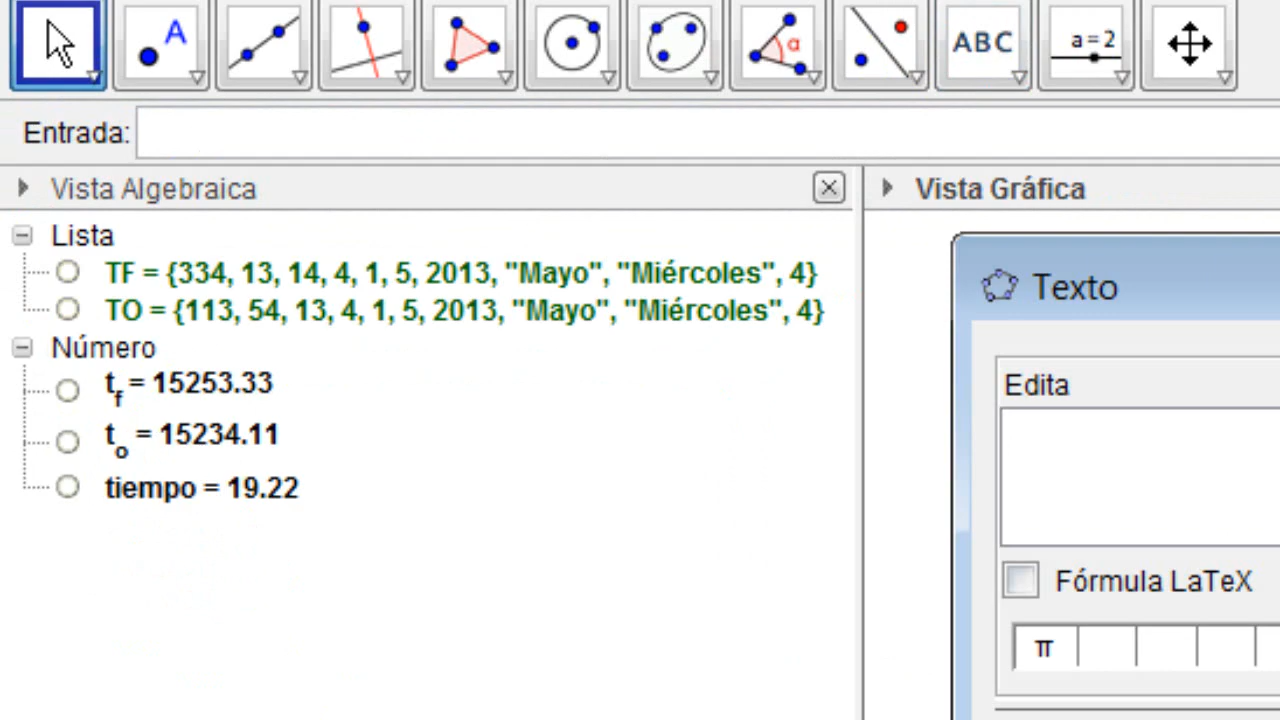 A
α
ABC
a=2
Entrada:
Vista Algebraica
Vista Gráfica
Lista
TF = {334, 13, 14, 4, 1, 5, 2013, "Mayo", "Miércoles", 4}
TO = {113, 54, 13, 4, 1, 5, 2013, "Mayo", "Miércoles", 4}
Número
t_f = 15253.33
t_o = 15234.11
tiempo = 19.22
Texto
Edita
Fórmula LaTeX
π